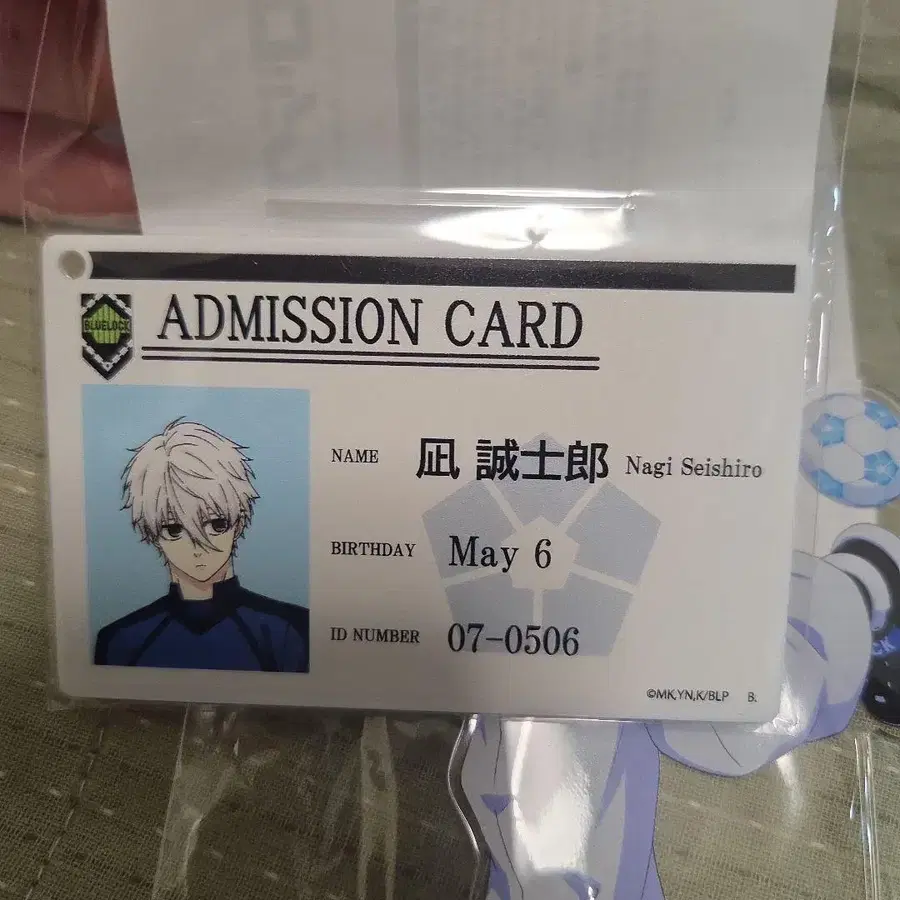 BLUELOCK
ADMISSION CARD
NAME 凪 誠士郎 Nagi Seishiro
BIRTHDAY May 6
ID NUMBER 07-0506
©MK,YN,K/BLP B.